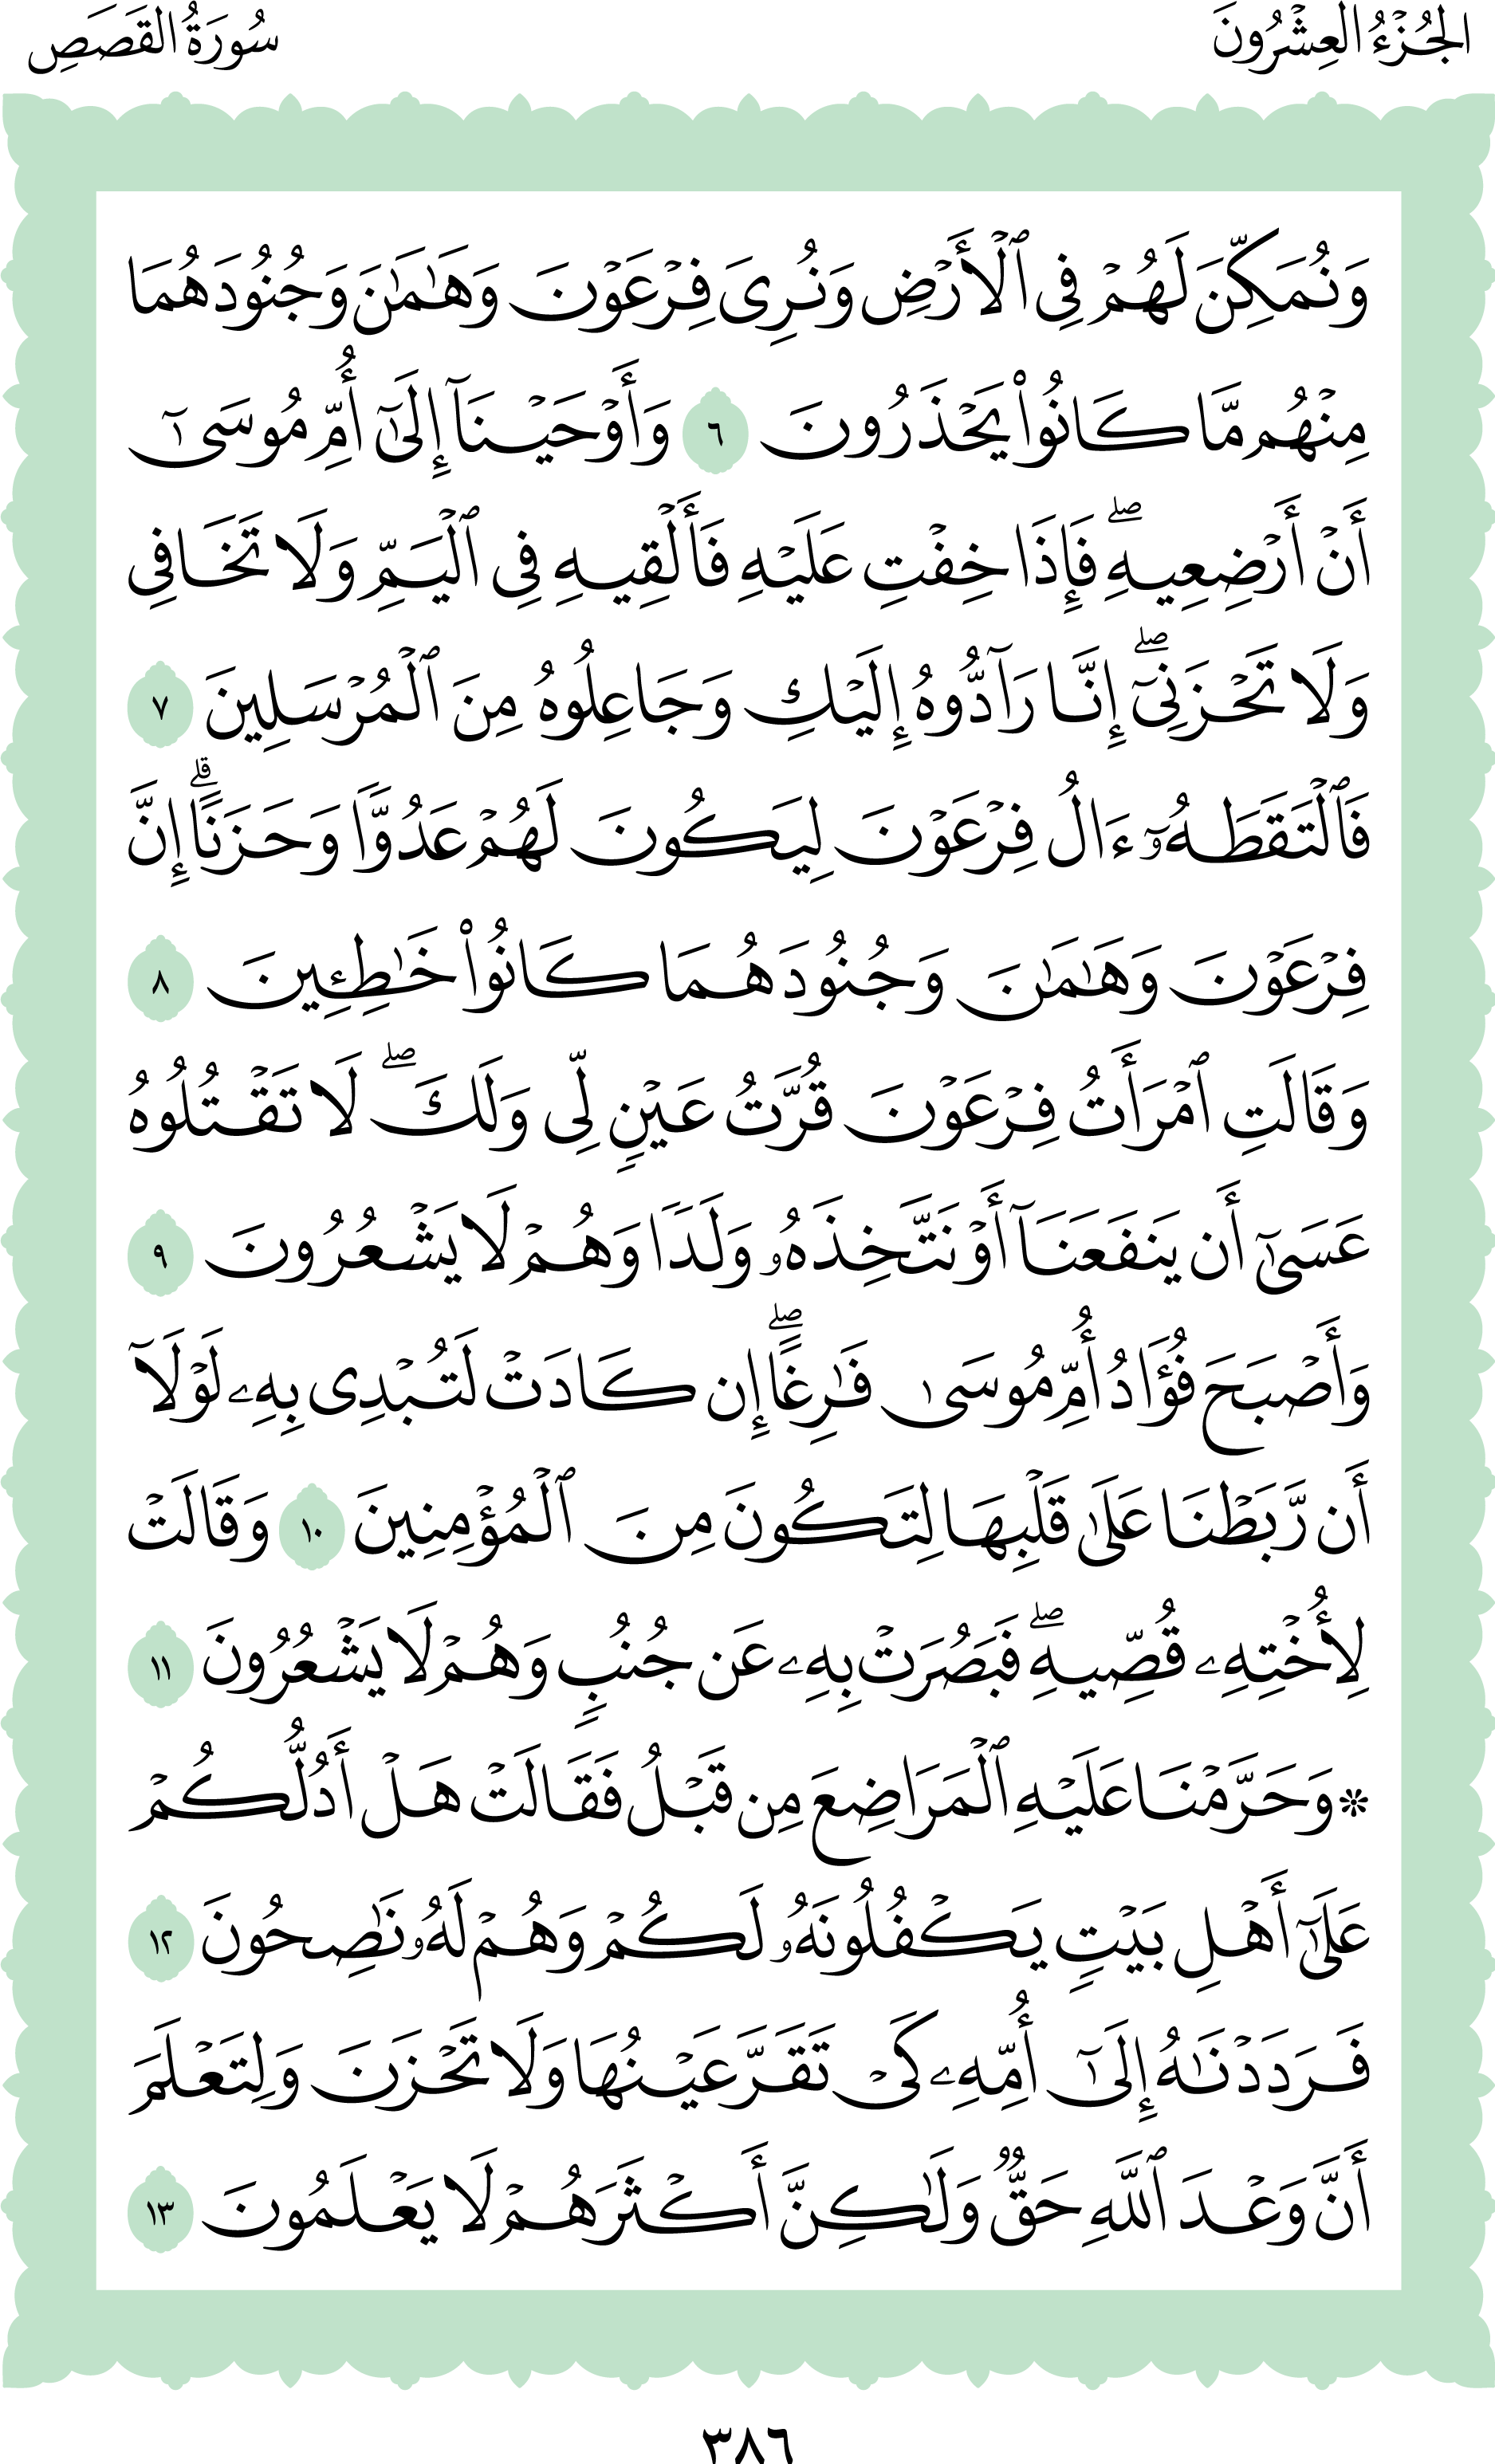 الجُزْءُ العِشْرُونَ
سُورَةُ القَصَصِ
وَنُمَكِّنَ لَهُمۡ فِي ٱلۡأَرۡضِ وَنُرِيَ فِرۡعَوۡنَ وَهَٰمَٰنَ وَجُنُودَهُمَا
مِنۡهُم مَّا كَانُواْ يَحۡذَرُونَ ٦ وَأَوۡحَيۡنَآ إِلَىٰٓ أُمِّ مُوسَىٰٓ
أَنۡ أَرۡضِعِيهِۖ فَإِذَا خِفۡتِ عَلَيۡهِ فَأَلۡقِيهِ فِي ٱلۡيَمِّ وَلَا تَخَافِي
وَلَا تَحۡزَنِيٓۖ إِنَّا رَآدُّوهُ إِلَيۡكِ وَجَاعِلُوهُ مِنَ ٱلۡمُرۡسَلِينَ ٧
فَٱلۡتَقَطَهُۥٓ ءَالُ فِرۡعَوۡنَ لِيَكُونَ لَهُمۡ عَدُوّٗا وَحَزَنًاۗ إِنَّ
فِرۡعَوۡنَ وَهَٰمَٰنَ وَجُنُودَهُمَا كَانُواْ خَٰطِـِٔينَ ٨
وَقَالَتِ ٱمۡرَأَتُ فِرۡعَوۡنَ قُرَّتُ عَيۡنٖ لِّي وَلَكَۖ لَا تَقۡتُلُوهُ
عَسَىٰٓ أَن يَنفَعَنَآ أَوۡ نَتَّخِذَهُۥ وَلَدٗا وَهُمۡ لَا يَشۡعُرُونَ ٩
وَأَصۡبَحَ فُؤَادُ أُمِّ مُوسَىٰ فَٰرِغًاۖ إِن كَادَتۡ لَتُبۡدِي بِهِۦ لَوۡلَآ
أَن رَّبَطۡنَا عَلَىٰ قَلۡبِهَا لِتَكُونَ مِنَ ٱلۡمُؤۡمِنِينَ ١٠ وَقَالَتۡ
لِأُخۡتِهِۦ قُصِّيهِۖ فَبَصُرَتۡ بِهِۦ عَن جُنُبٖ وَهُمۡ لَا يَشۡعُرُونَ ١١
۞ وَحَرَّمۡنَا عَلَيۡهِ ٱلۡمَرَاضِعَ مِن قَبۡلُ فَقَالَتۡ هَلۡ أَدُلُّكُمۡ
عَلَىٰٓ أَهۡلِ بَيۡتٖ يَكۡفُلُونَهُۥ لَكُمۡ وَهُمۡ لَهُۥ نَٰصِحُونَ ١٢
فَرَدَدۡنَٰهُ إِلَىٰٓ أُمِّهِۦ كَيۡ تَقَرَّ عَيۡنُهَا وَلَا تَحۡزَنَ وَلِتَعۡلَمَ
أَنَّ وَعۡدَ ٱللَّهِ حَقّٞ وَلَٰكِنَّ أَكۡثَرَهُمۡ لَا يَعۡلَمُونَ ١٣
٣٨٦